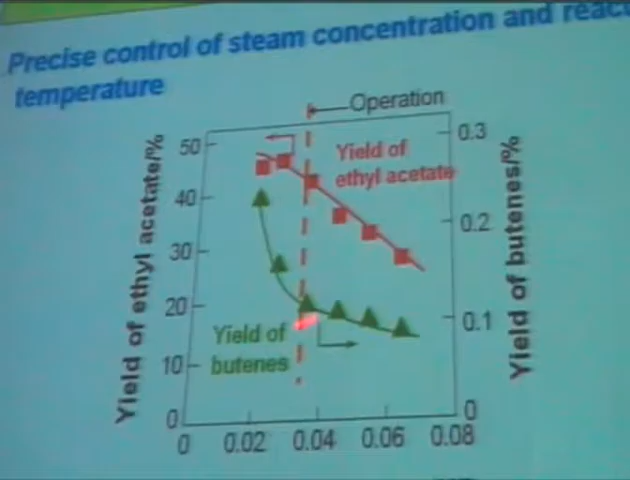 Precise control of steam concentration and
temperature
Operation
Yield of
ethyl acetate
Yield of
butenes
Yield of ethyl acetate/%
50
40
30
20
10
0
Yield of butenes/%
0.3
0.2
0.1
0
0
0.02
0.04
0.06
0.08